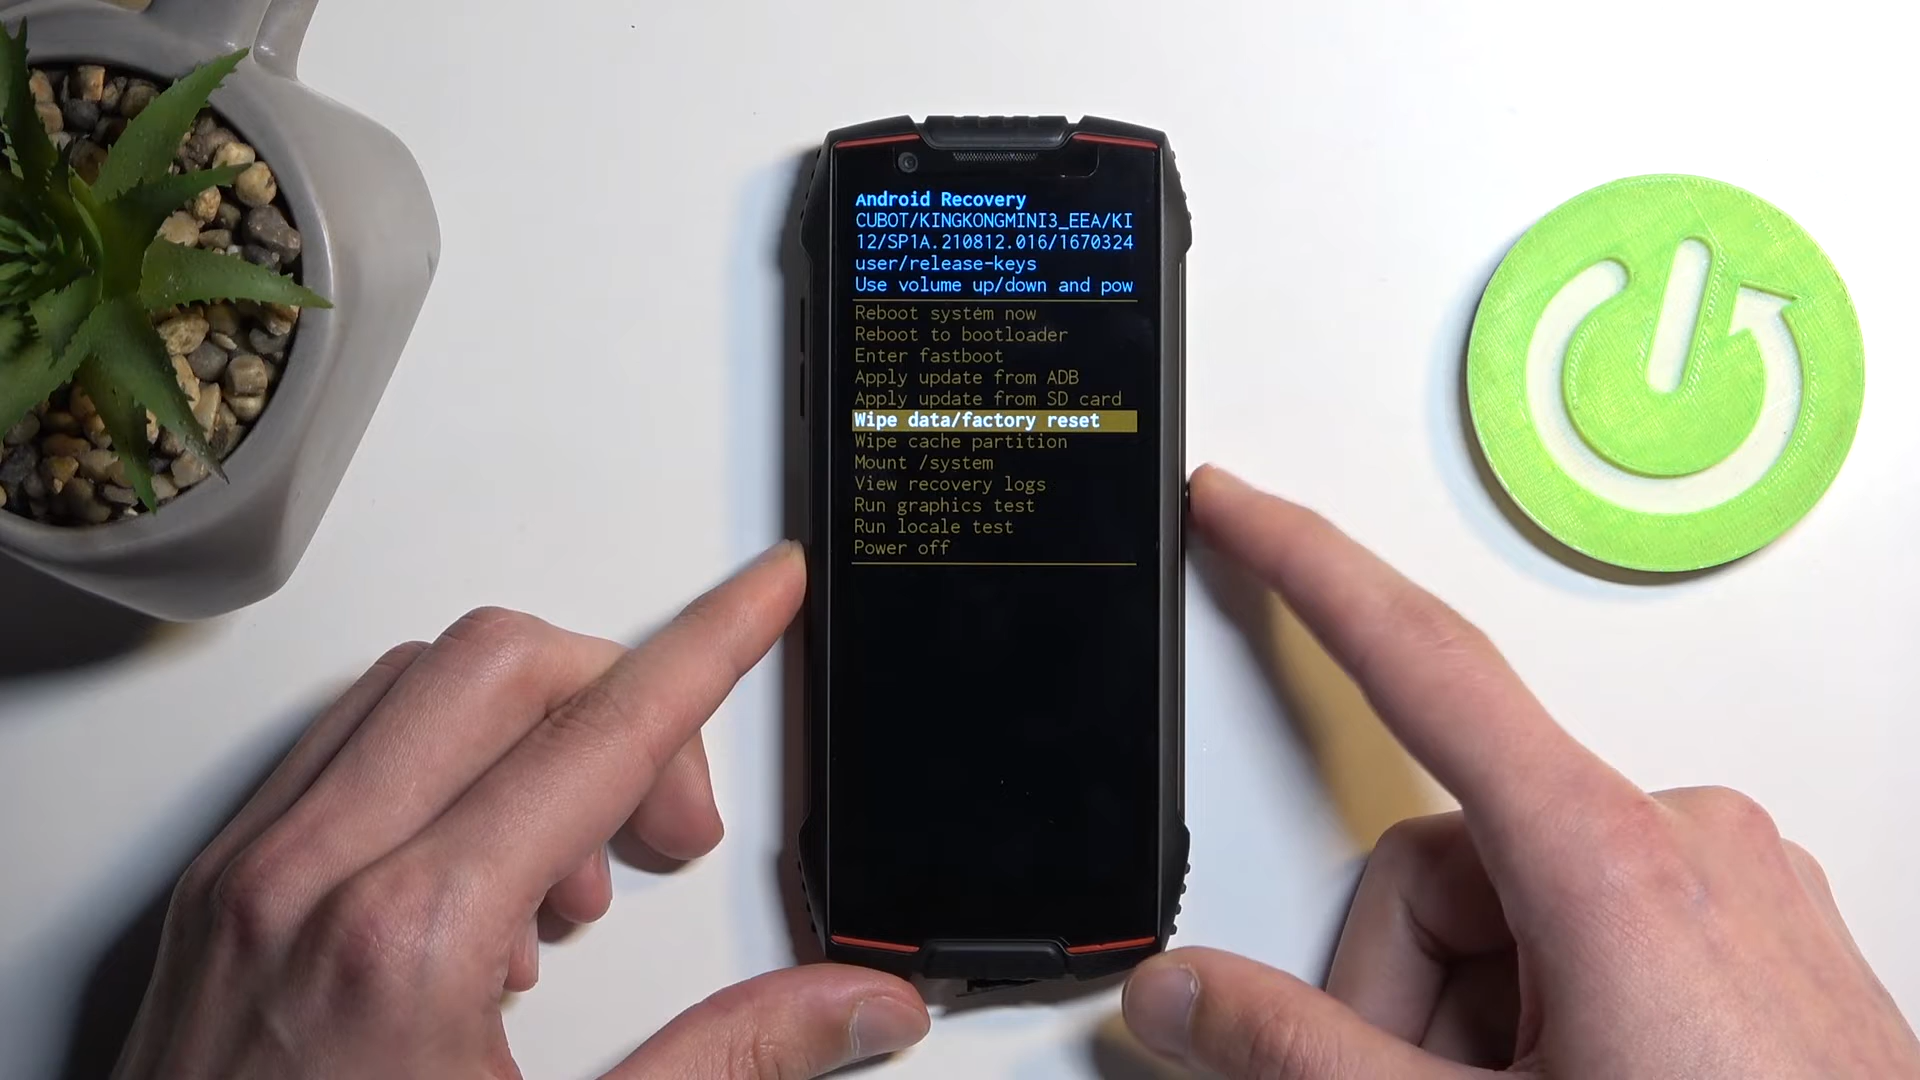 Android Recovery
CUBOT/KINGKONGMINI3_EEA/KI
12/SP1A.210812.016/1670324
user/release-keys
Use volume up/down and pow
Reboot system now
Reboot to bootloader
Enter fastboot
Apply update from ADB
Apply update from SD card
Wipe data/factory reset
Wipe cache partition
Mount /system
View recovery logs
Run graphics test
Run locale test
Power off